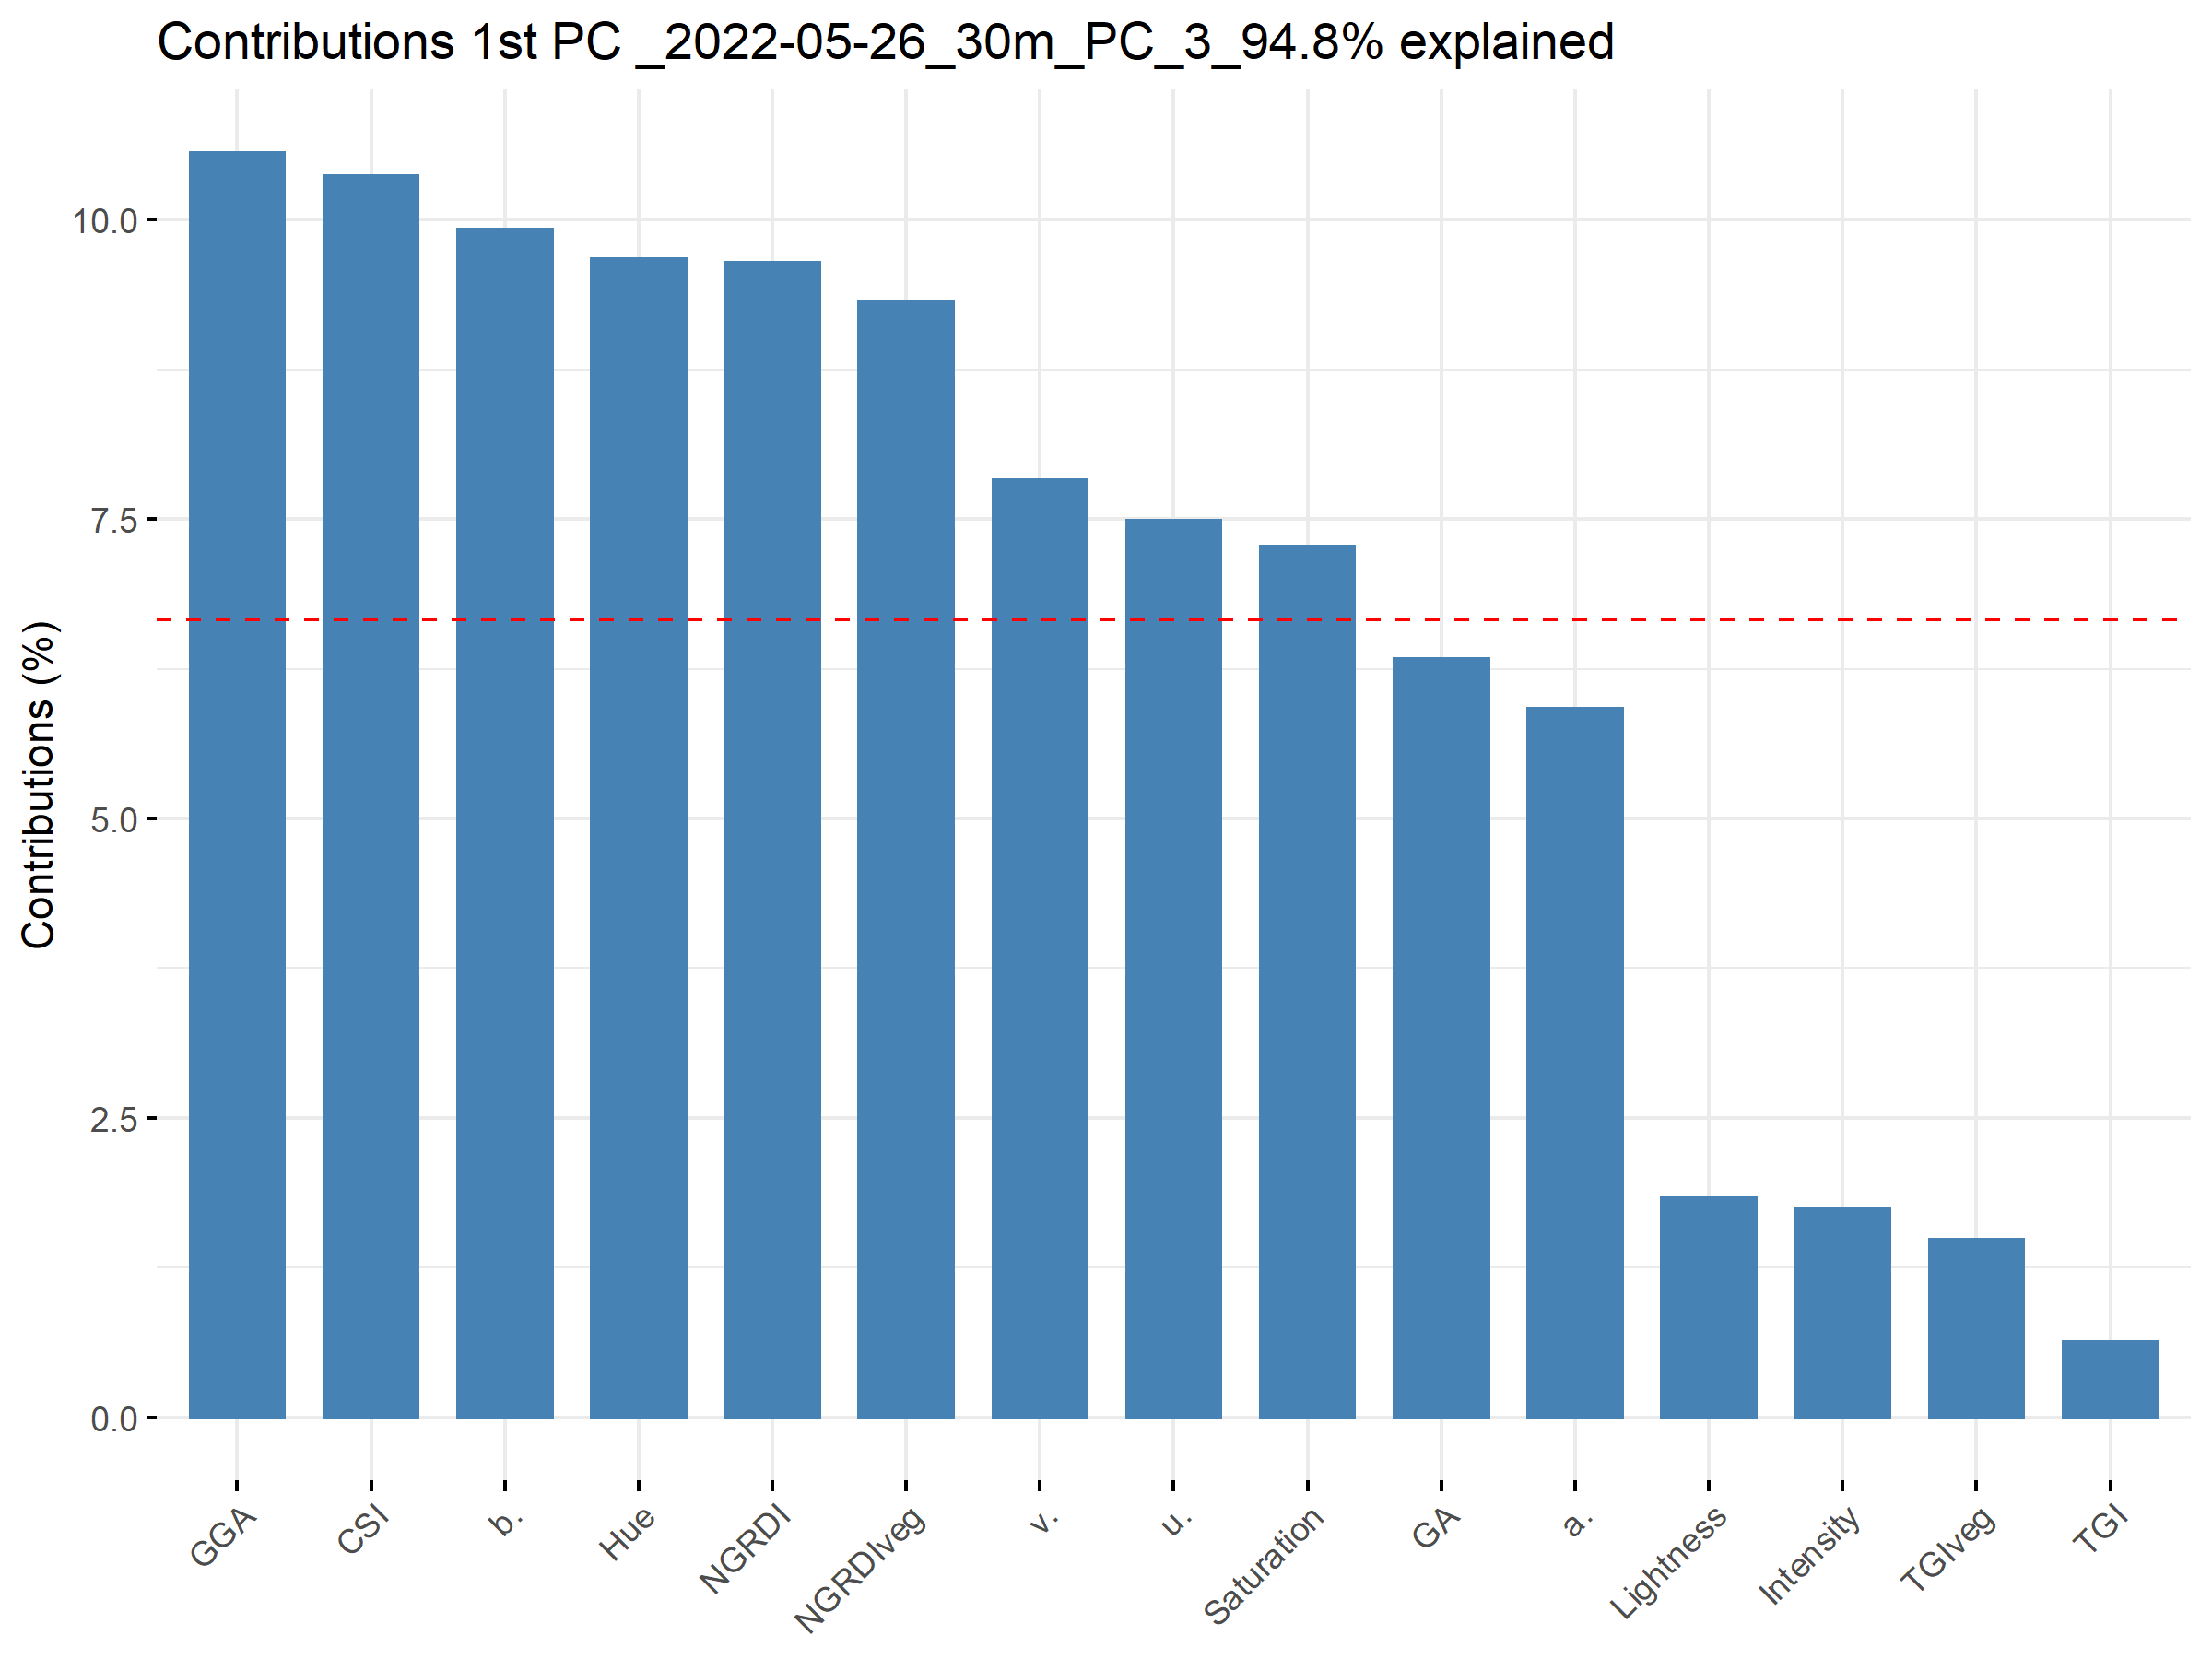 Contributions 1st PC _2022-05-26_30m_PC_3_94.8% explained
Contributions (%)
10.0
7.5
5.0
2.5
0.0
GGA
CSI
b.
Hue
NGRDI
NGRDIveg
v.
u.
Saturation
GA
a.
Lightness
Intensity
TGIveg
TGI